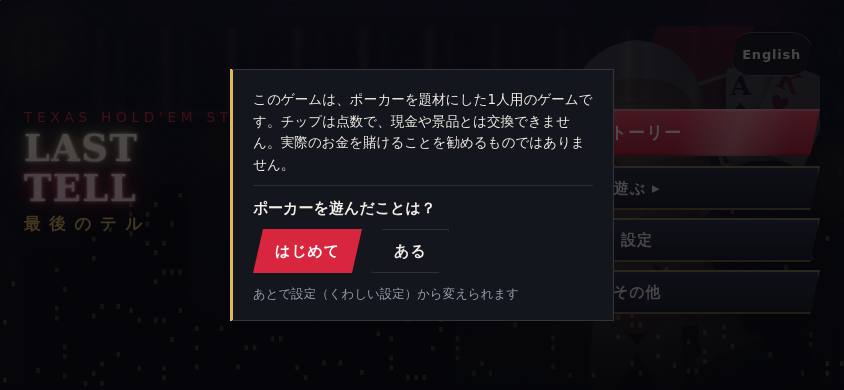 English
TEXAS HOLD'EM ST
LAST
TELL
最後のテル
このゲームは、ポーカーを題材にした1人用のゲームで
す。チップは点数で、現金や景品とは交換できませ
ん。実際のお金を賭けることを勧めるものではありま
せん。
ポーカーを遊んだことは？
はじめて
ある
あとで設定（くわしい設定）から変えられます
トーリー
遊ぶ ▸
設定
その他
A